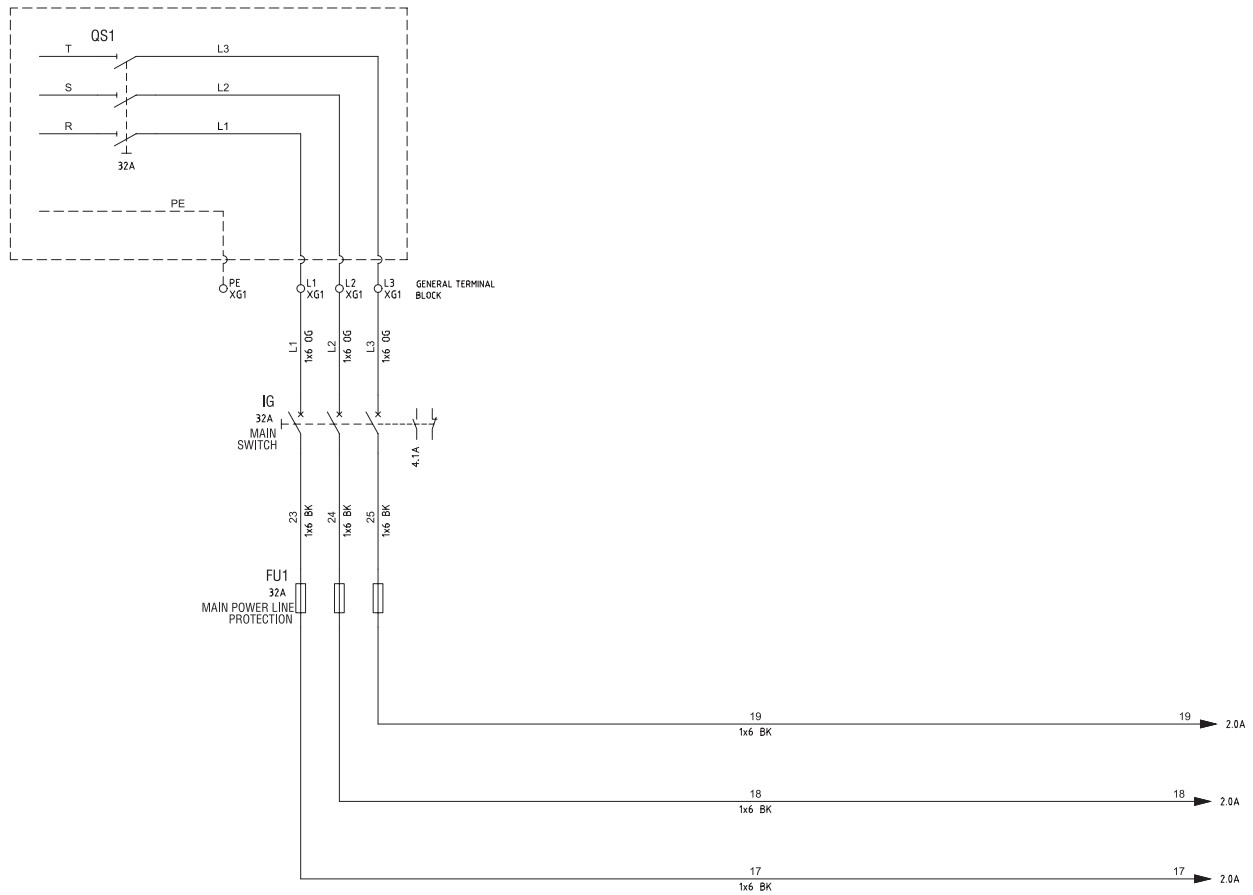 QS1
T
L3
S
L2
R
L1
32A
PE
PE
XG1
L1
XG1
L2
XG1
L3
XG1
GENERAL TERMINAL
BLOCK
L1
1x6 OG
L2
1x6 OG
L3
1x6 OG
IG
32A
MAIN
SWITCH
4.1A
23
1x6 BK
24
1x6 BK
25
1x6 BK
FU1
32A
MAIN POWER LINE
PROTECTION
19
1x6 BK
19
2.0A
18
1x6 BK
18
2.0A
17
1x6 BK
17
2.0A